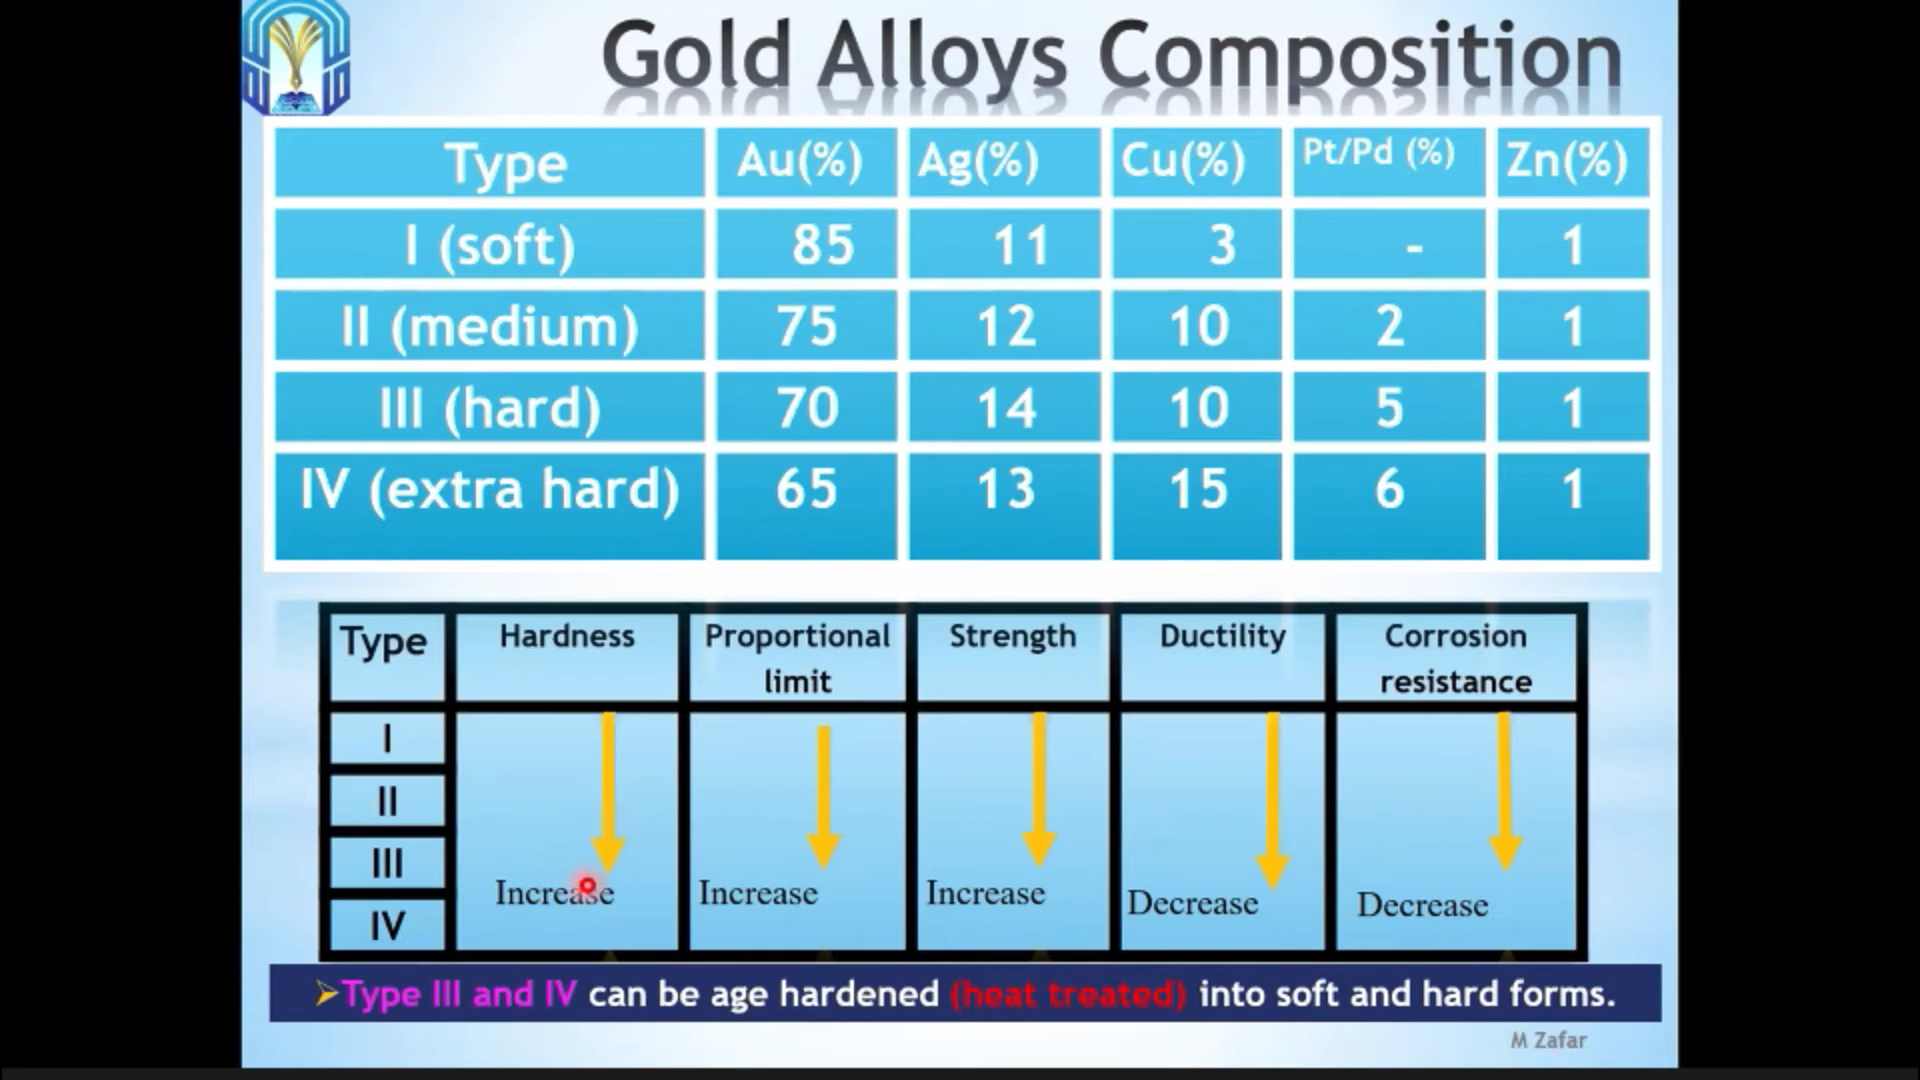 Gold Alloys Composition
Type Au(%) Ag(%) Cu(%) Pt/Pd (%) Zn(%)
I (soft) 85 11 3 - 1
II (medium) 75 12 10 2 1
III (hard) 70 14 10 5 1
IV (extra hard) 65 13 15 6 1
Type Hardness Proportional limit Strength Ductility Corrosion resistance
I
II
III
IV
Increase Increase Increase Decrease Decrease
➢Type III and IV can be age hardened (heat treated) into soft and hard forms.
M Zafar